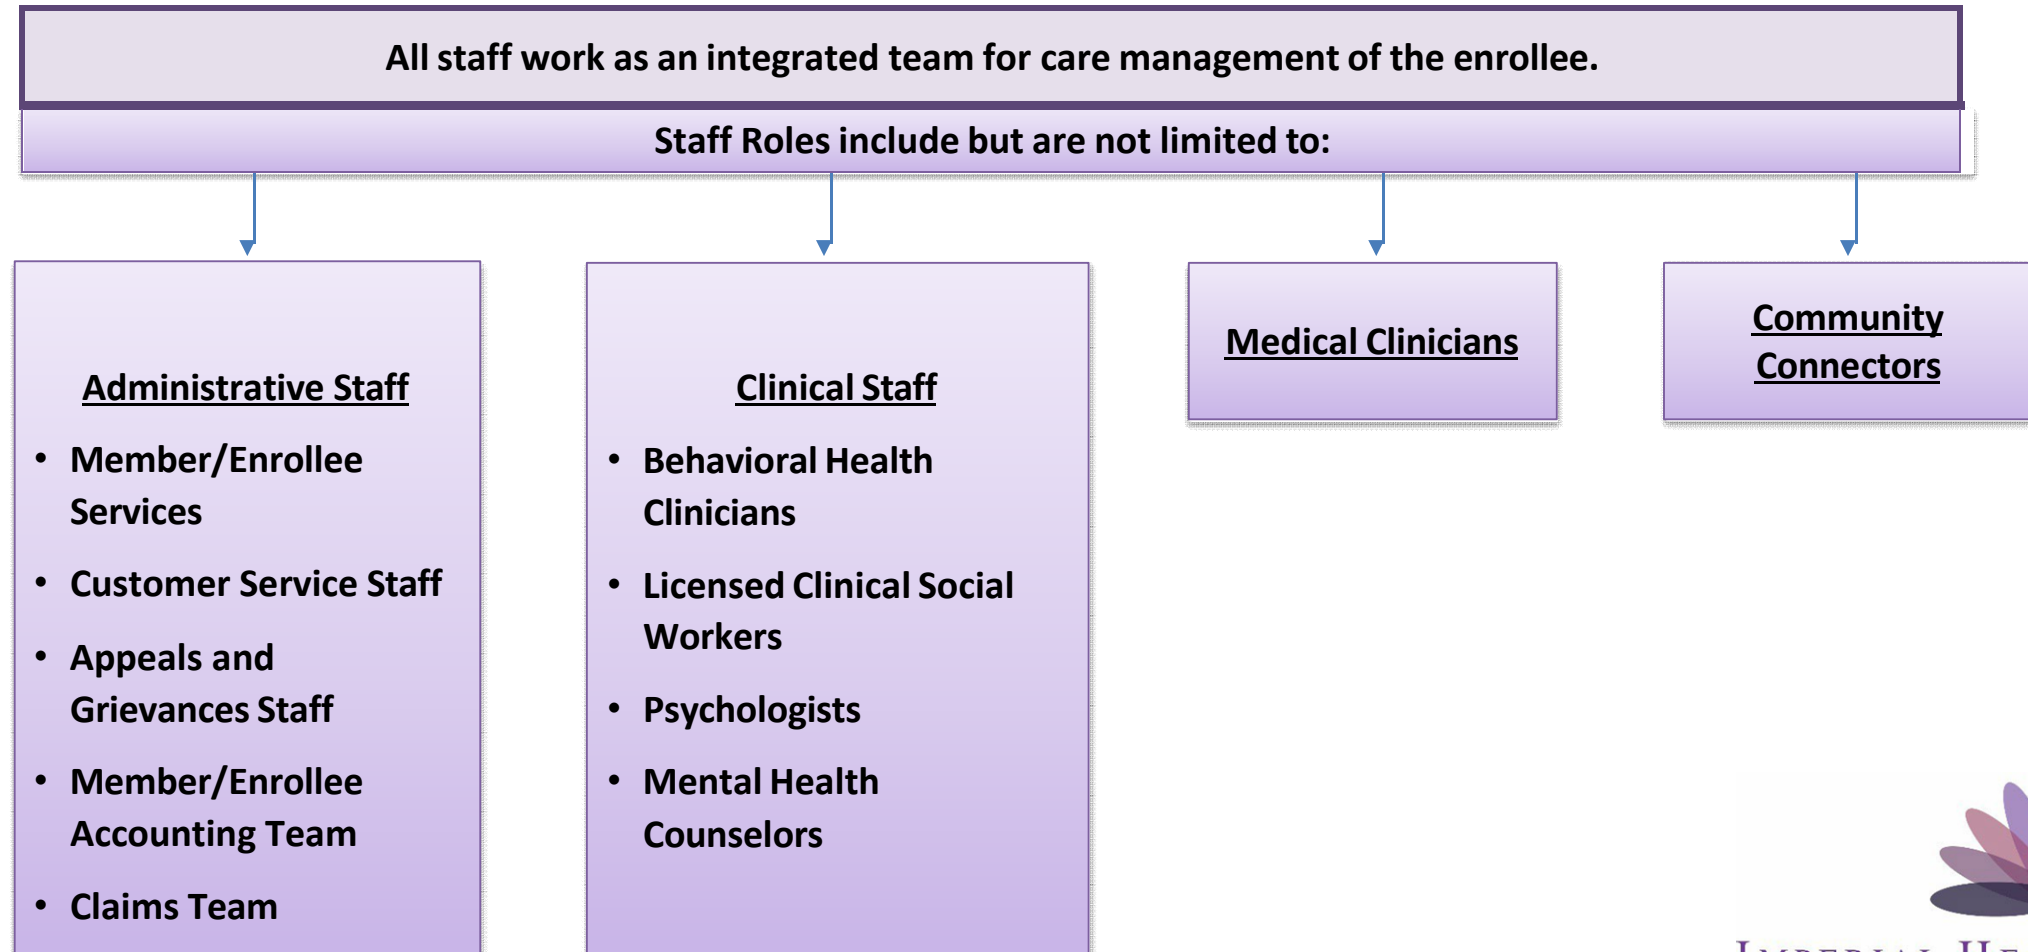 All staff work as an integrated team for care management of the enrollee.
Staff Roles include but are not limited to:
Administrative Staff
• Member/Enrollee
Services
• Customer Service Staff
• Appeals and
Grievances Staff
• Member/Enrollee
Accounting Team
• Claims Team
Clinical Staff
• Behavioral Health
Clinicians
• Licensed Clinical Social
Workers
• Psychologists
• Mental Health
Counselors
Medical Clinicians
Community
Connectors
IMPERIAL